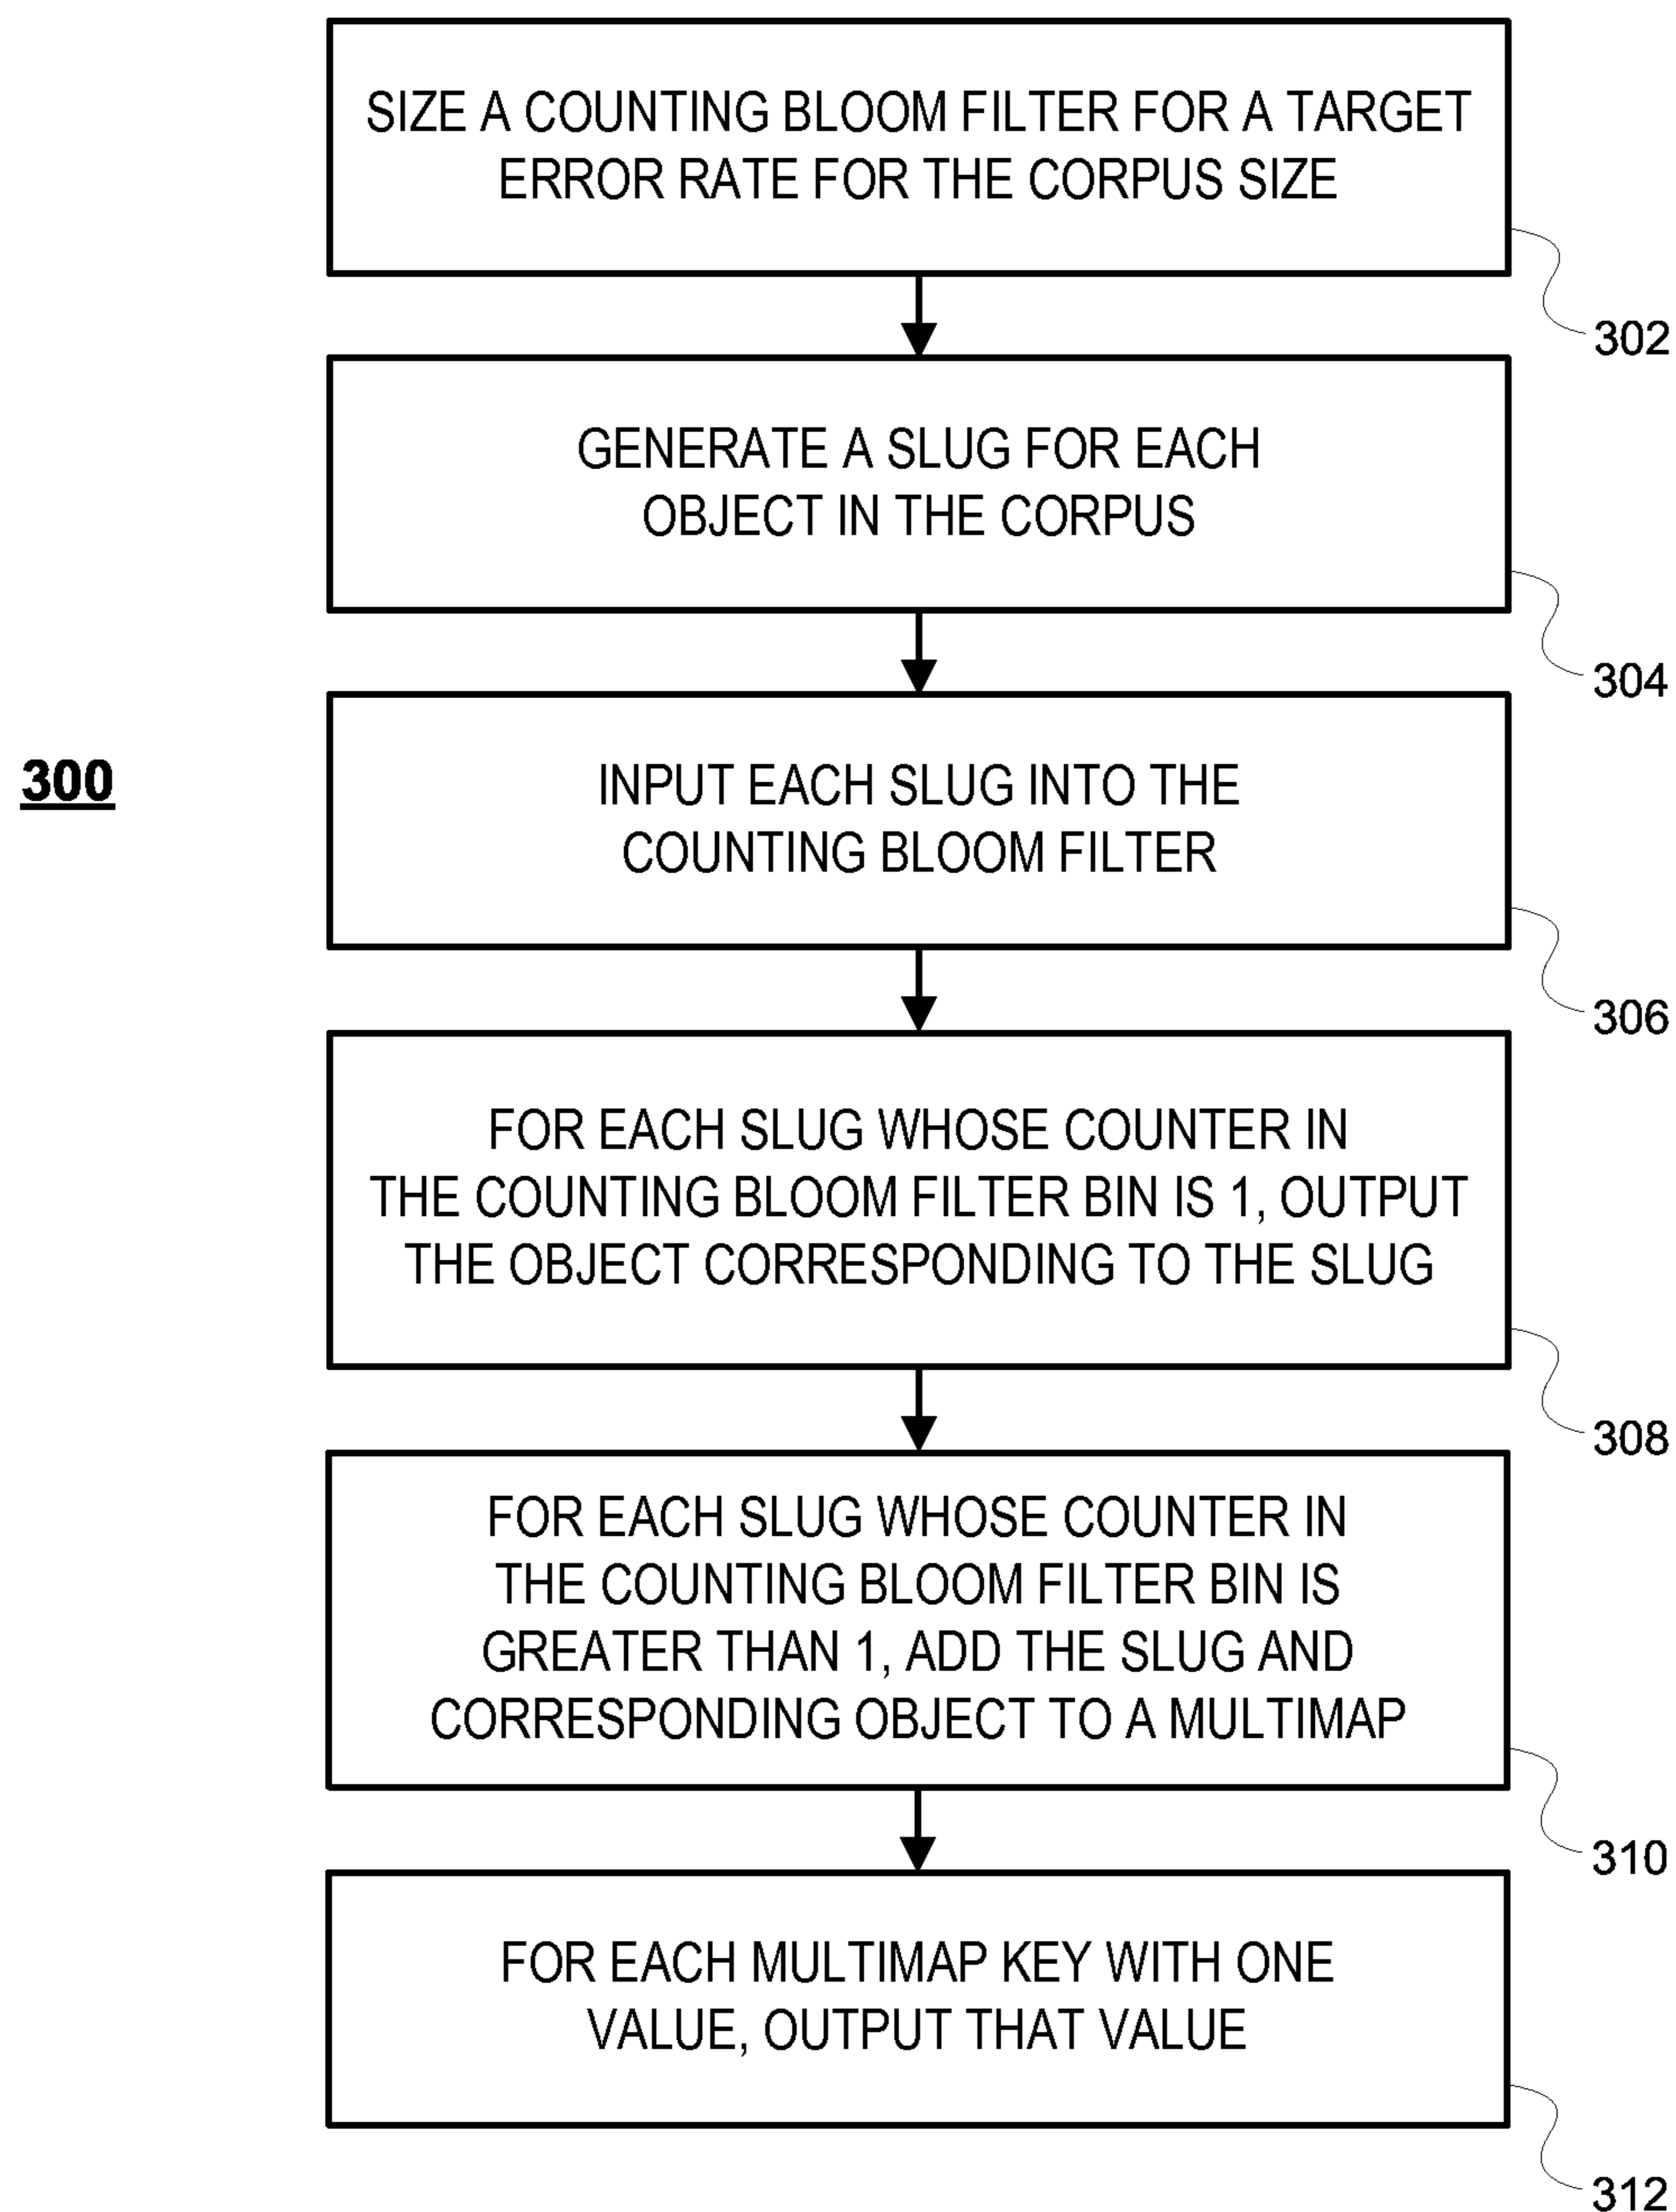 SIZE A COUNTING BLOOM FILTER FOR A TARGET
ERROR RATE FOR THE CORPUS SIZE
302
GENERATE A SLUG FOR EACH
OBJECT IN THE CORPUS
304
300
INPUT EACH SLUG INTO THE
COUNTING BLOOM FILTER
306
FOR EACH SLUG WHOSE COUNTER IN
THE COUNTING BLOOM FILTER BIN IS 1, OUTPUT
THE OBJECT CORRESPONDING TO THE SLUG
308
FOR EACH SLUG WHOSE COUNTER IN
THE COUNTING BLOOM FILTER BIN IS
GREATER THAN 1, ADD THE SLUG AND
CORRESPONDING OBJECT TO A MULTIMAP
310
FOR EACH MULTIMAP KEY WITH ONE
VALUE, OUTPUT THAT VALUE
312